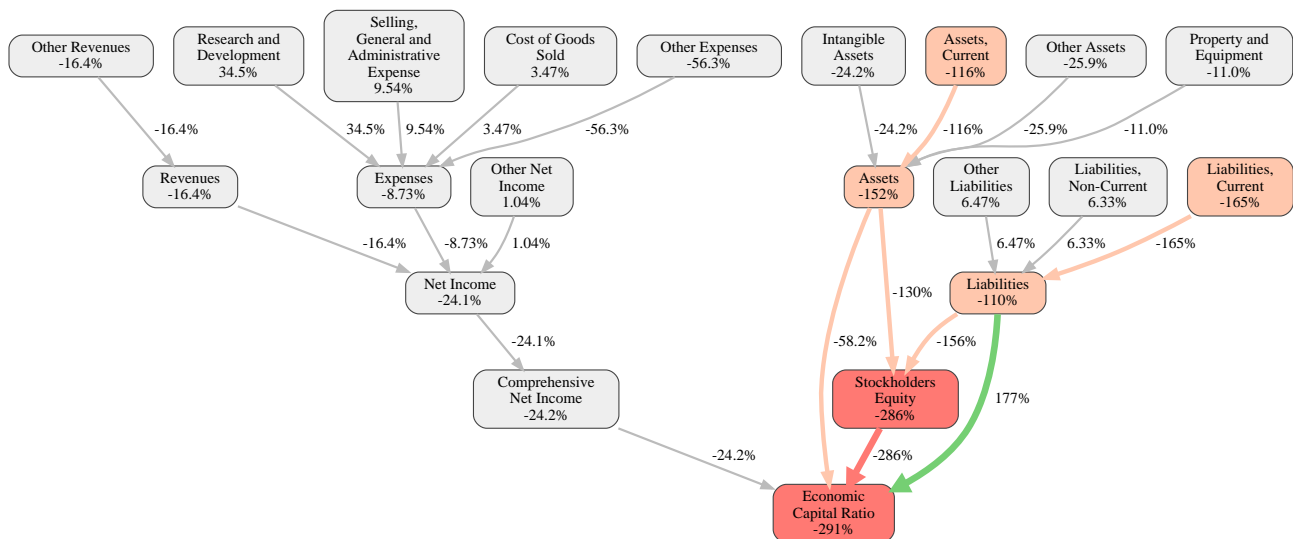 Other Revenues
-16.4%
Research and
Development
34.5%
Selling,
General and
Administrative
Expense
9.54%
Cost of Goods
Sold
3.47%
Other Expenses
-56.3%
Intangible
Assets
-24.2%
Assets,
Current
-116%
Other Assets
-25.9%
Property and
Equipment
-11.0%
-16.4%
34.5%
9.54%
3.47%
-56.3%
-24.2%
-116%
-25.9%
-11.0%
Revenues
-16.4%
Expenses
-8.73%
Other Net
Income
1.04%
Assets
-152%
Other
Liabilities
6.47%
Liabilities,
Non-Current
6.33%
Liabilities,
Current
-165%
-16.4%
-8.73%
1.04%
6.47%
6.33%
-165%
Net Income
-24.1%
-130%
Liabilities
-110%
-24.1%
-58.2%
-156%
Comprehensive
Net Income
-24.2%
Stockholders
Equity
-286%
177%
-24.2%
-286%
Economic
Capital Ratio
-291%